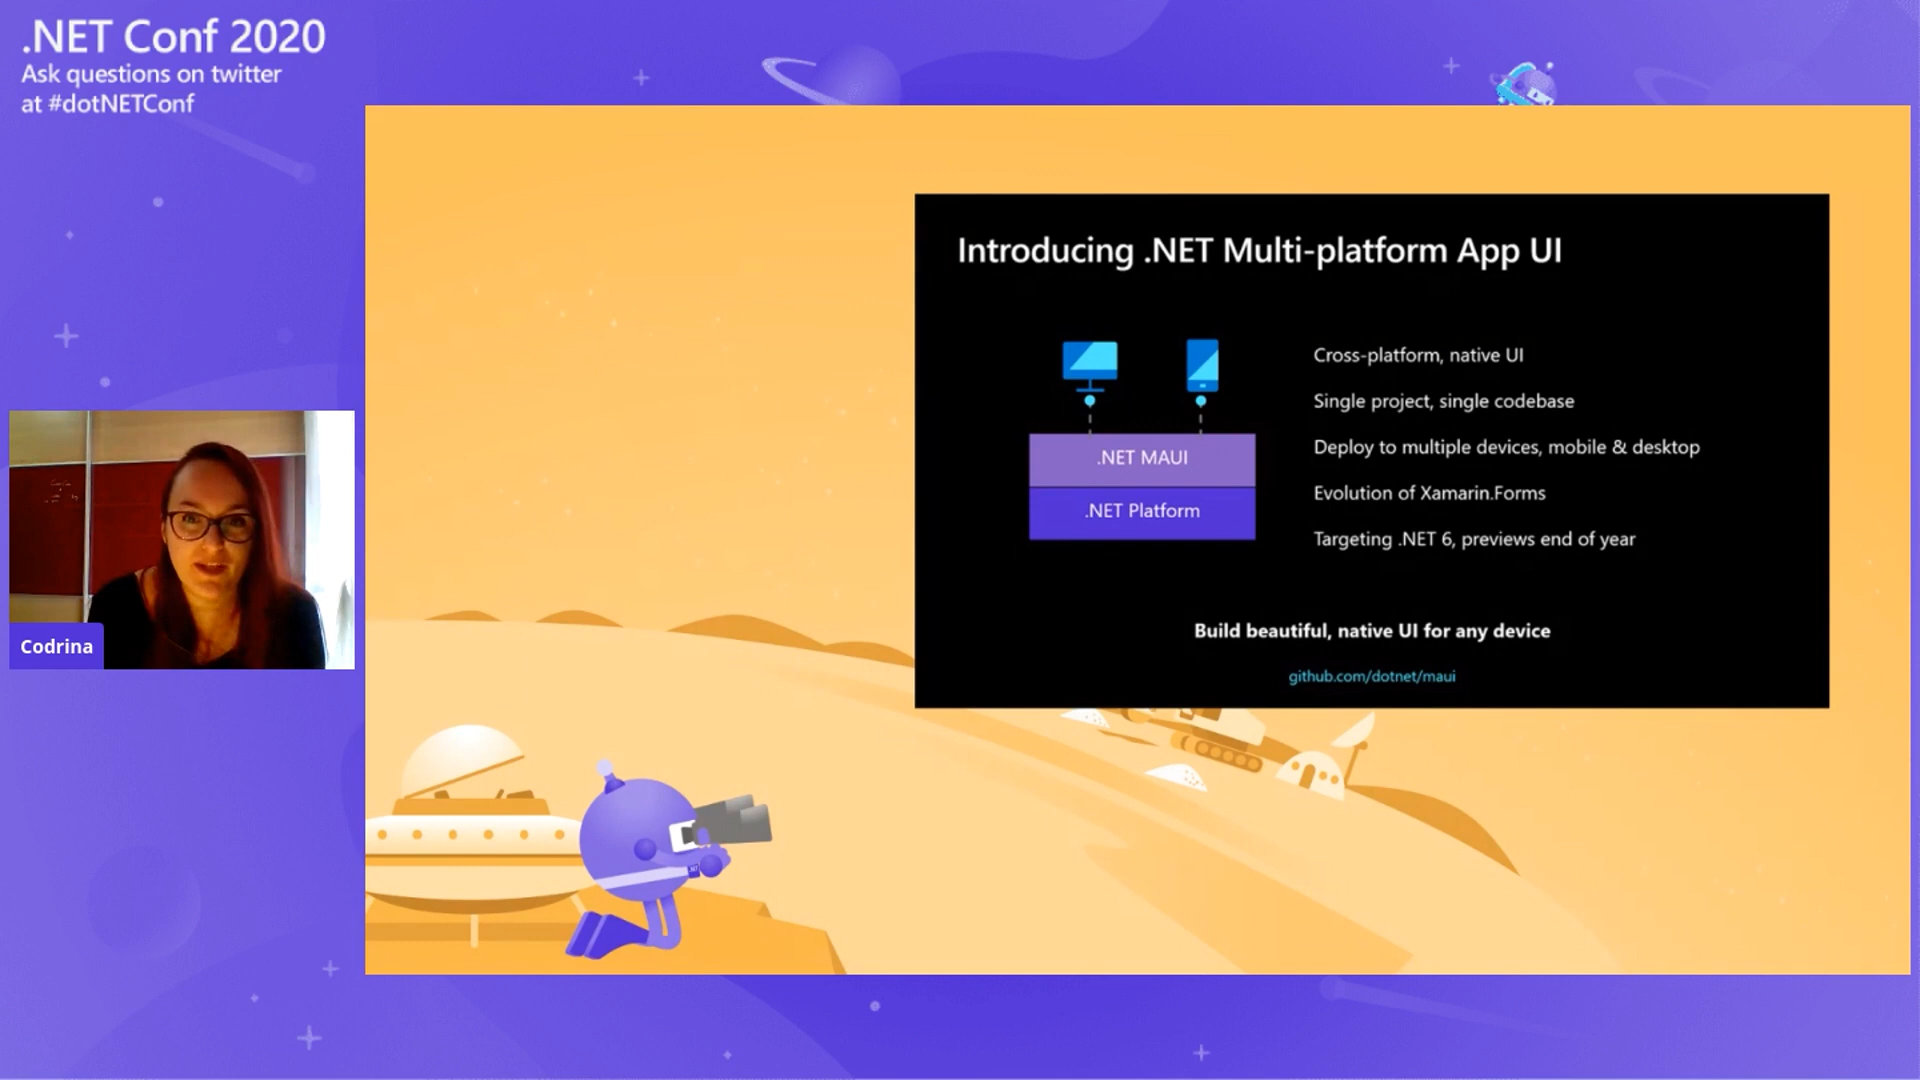 .NET Conf 2020
Ask questions on twitter
at #dotNETConf
Codrina
Introducing .NET Multi-platform App UI
.NET MAUI
.NET Platform
Cross-platform, native UI
Single project, single codebase
Deploy to multiple devices, mobile & desktop
Evolution of Xamarin.Forms
Targeting .NET 6, previews end of year
Build beautiful, native UI for any device
github.com/dotnet/maui